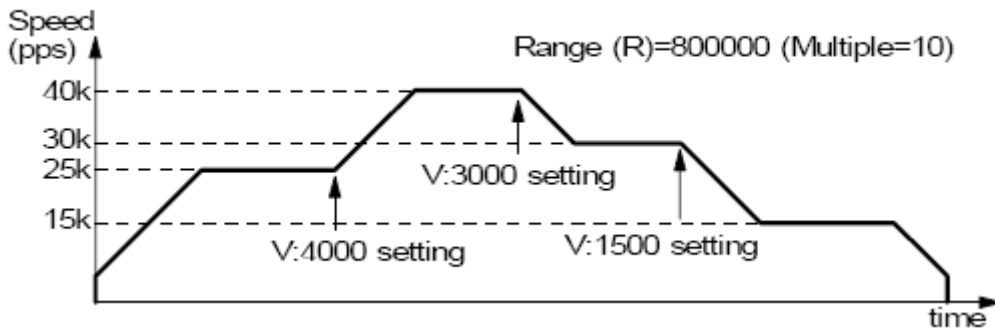 Speed
(pps)
Range (R)=800000 (Multiple=10)
40k
30k
25k
V:3000 setting
15k
V:4000 setting
V:1500 setting
time